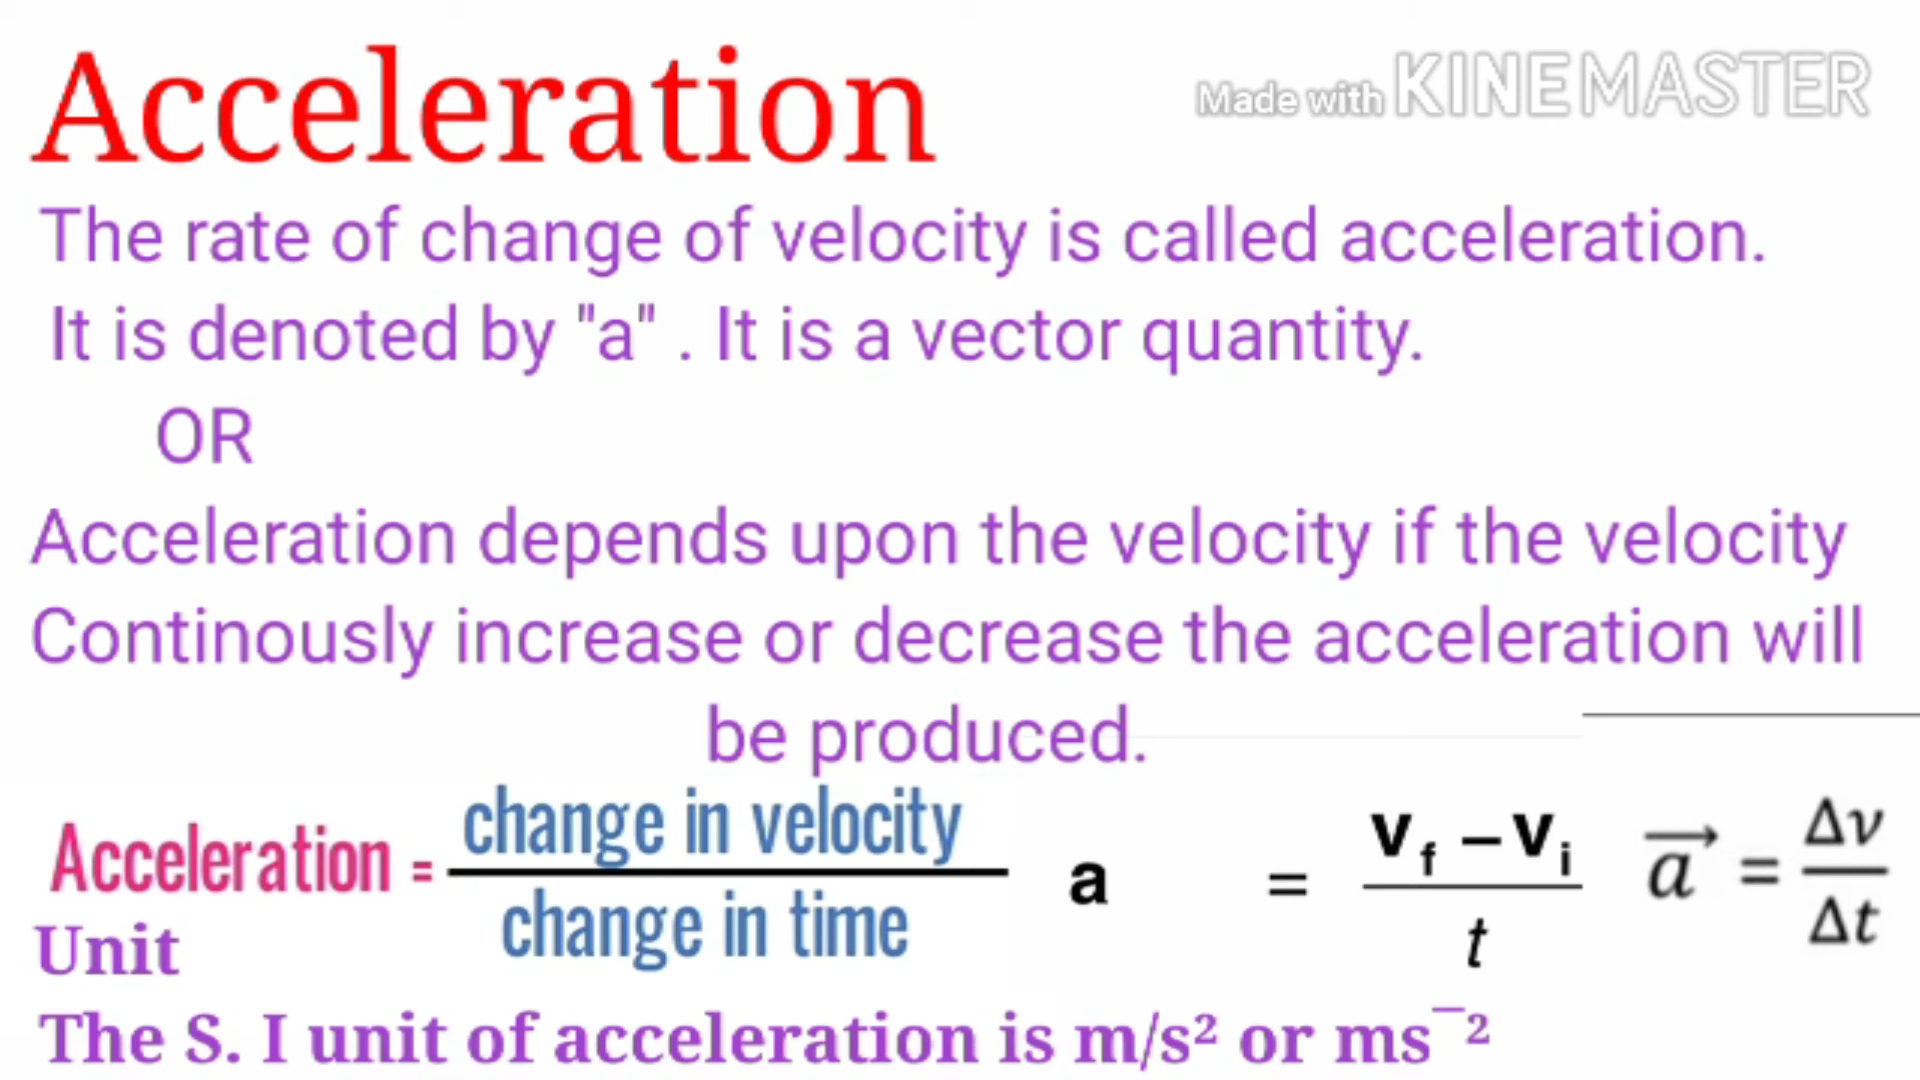 Acceleration
Made with KINEMASTER
The rate of change of velocity is called acceleration.
It is denoted by "a" . It is a vector quantity.
OR
Acceleration depends upon the velocity if the velocity
Continously increase or decrease the acceleration will
be produced.
Acceleration = change in velocity / change in time
a = v_f – v_i / t
a⃗ = Δv / Δt
Unit
The S. I unit of acceleration is m/s² or ms⁻²